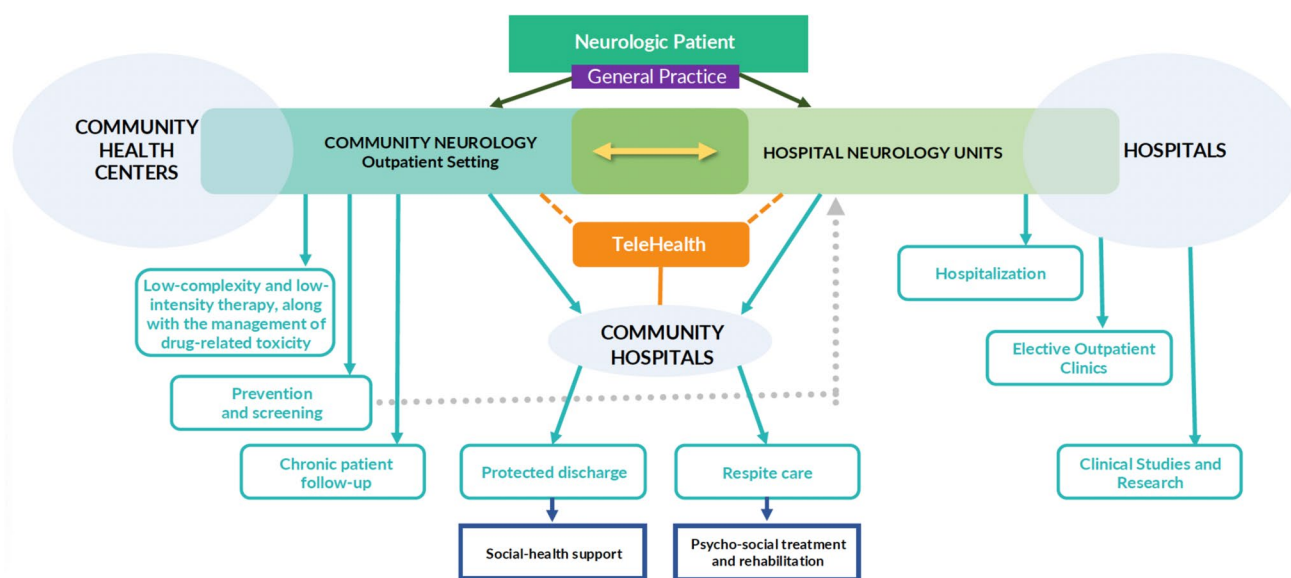 Neurologic Patient
General Practice
COMMUNITY
HEALTH
CENTERS
COMMUNITY NEUROLOGY
Outpatient Setting
HOSPITAL NEUROLOGY UNITS
HOSPITALS
TeleHealth
Low-complexity and low-
intensity therapy, along
with the management of
drug-related toxicity
Hospitalization
COMMUNITY
HOSPITALS
Elective Outpatient
Clinics
Prevention
and screening
Chronic patient
follow-up
Protected discharge
Respite care
Clinical Studies and
Research
Social-health support
Psycho-social treatment
and rehabilitation